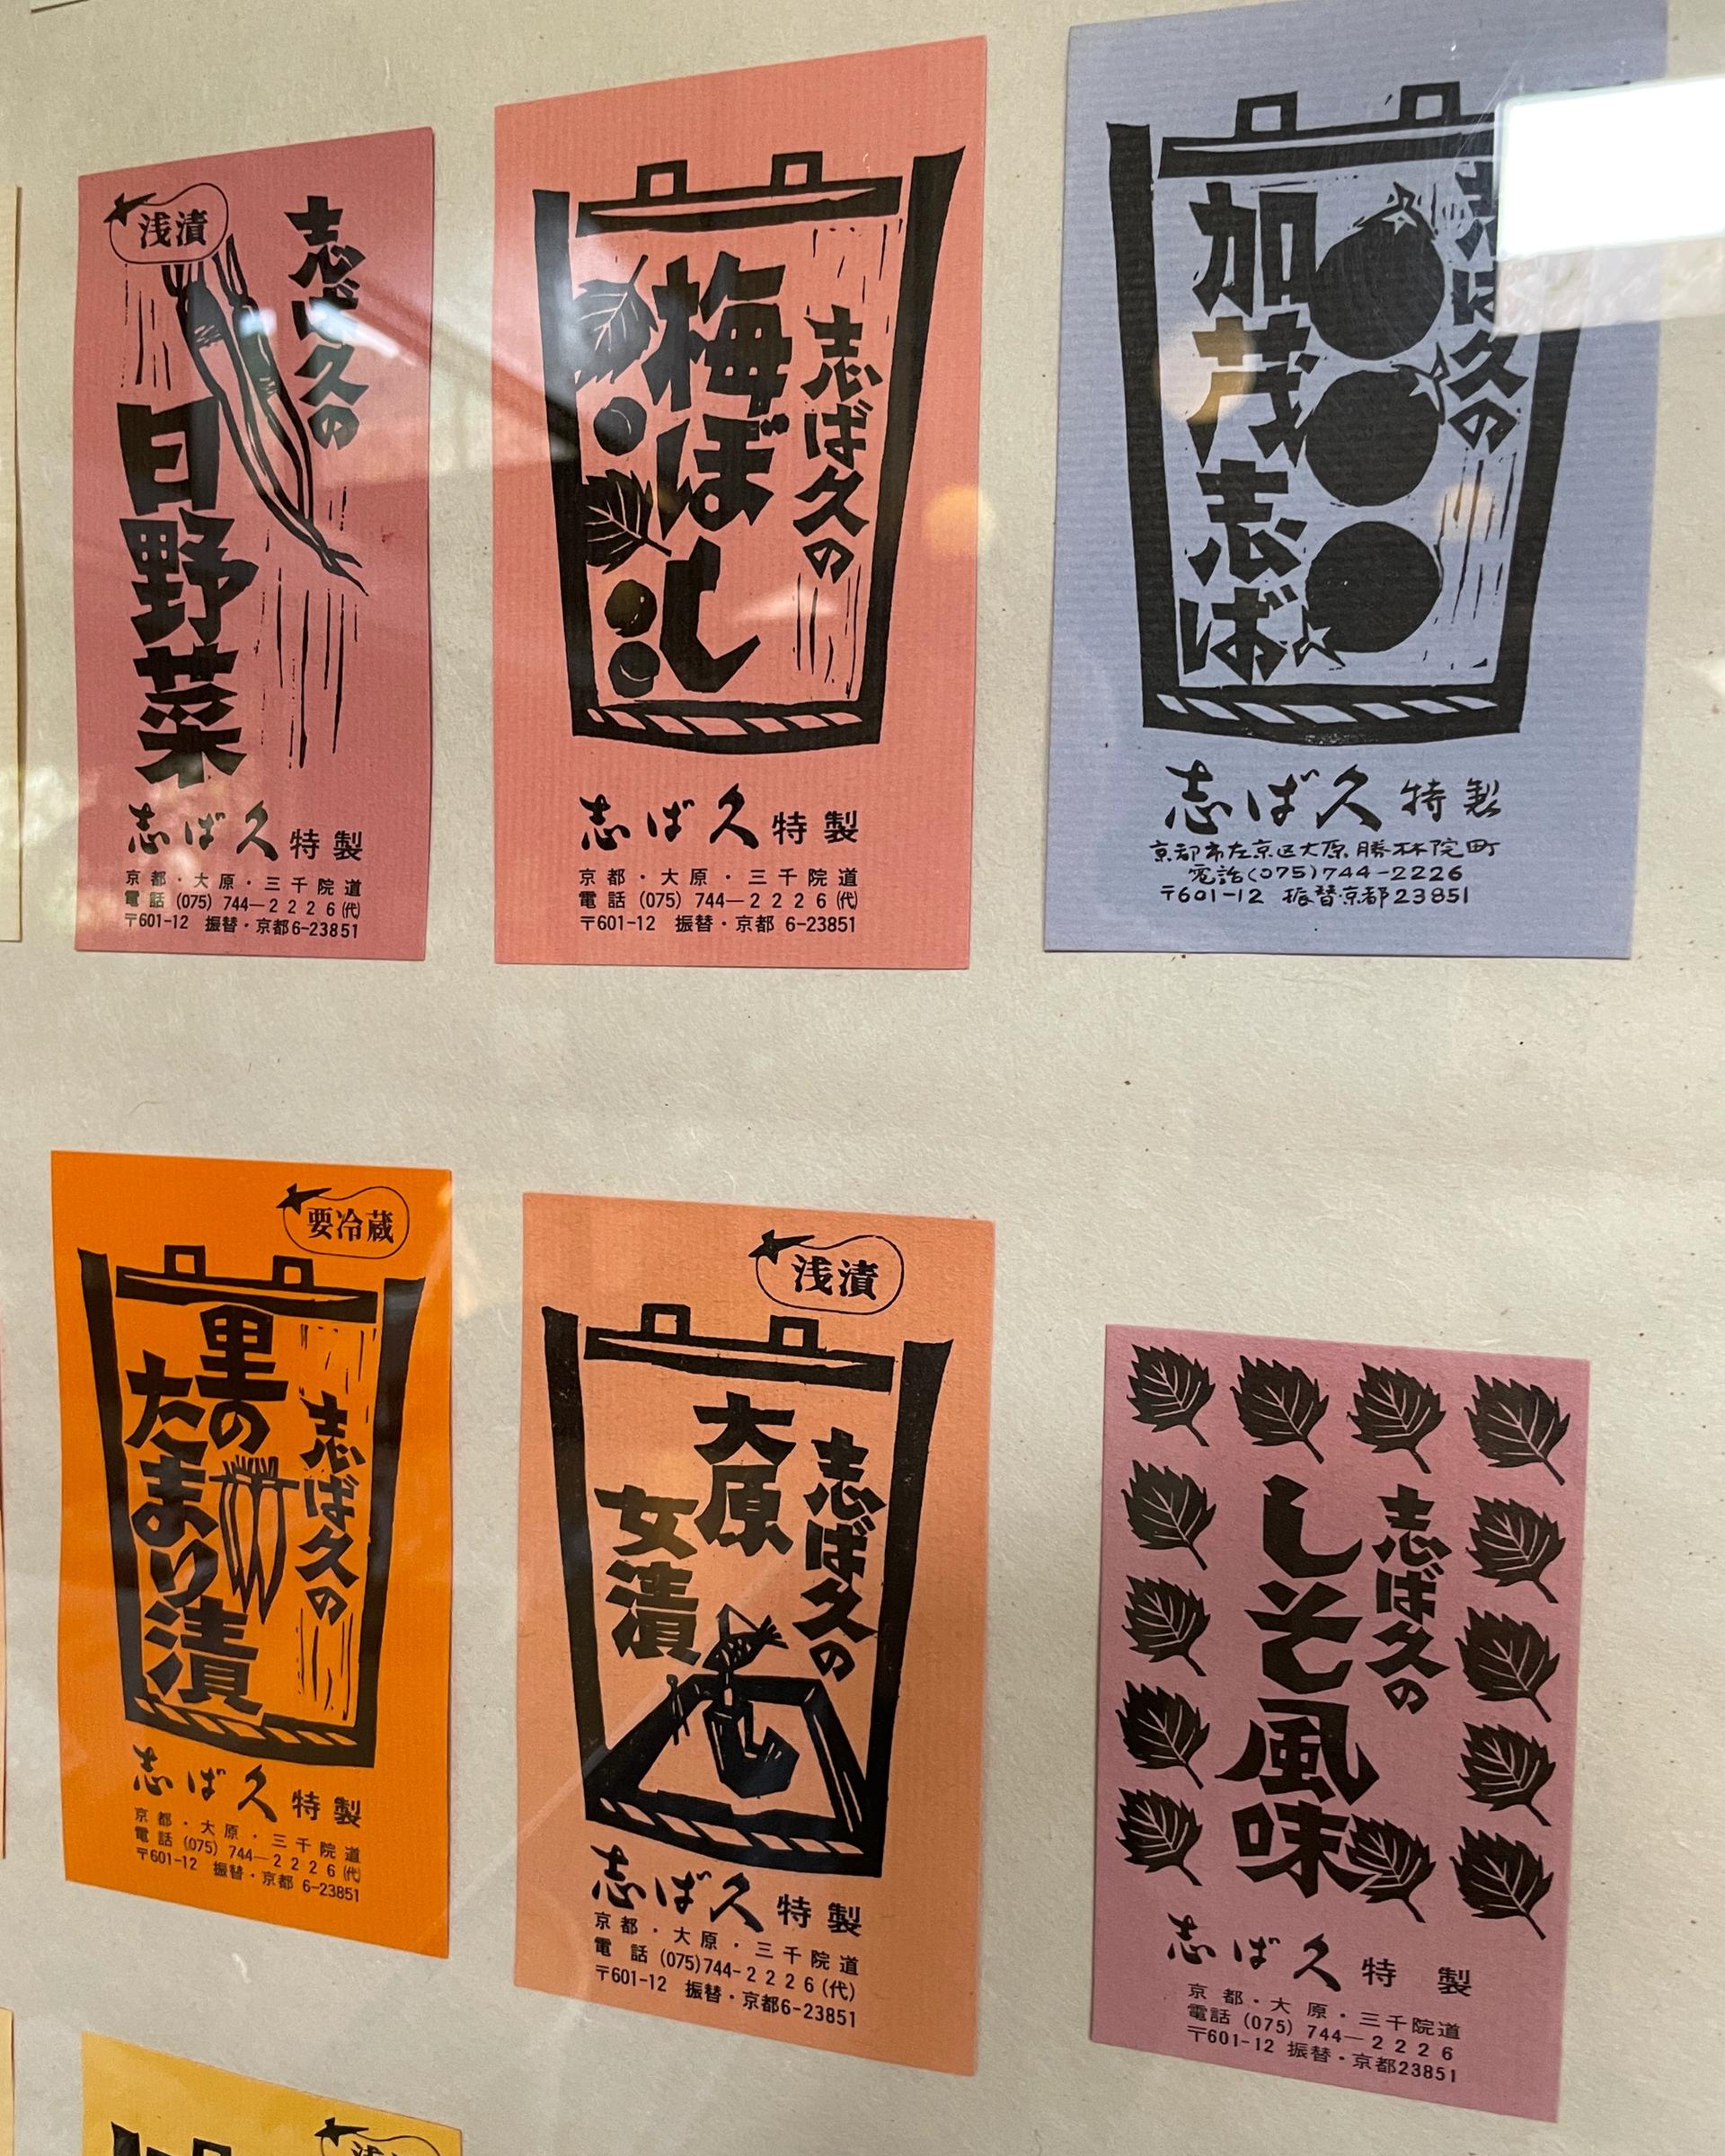 浅漬
志ば久の
日野菜
志ば久特製
京都・大原・三千院道
電話(075)744―2226㈹
〒601-12 振替・京都6-23851
志ば久の
梅ぼし
志ば久特製
京都・大原・三千院道
電話(075)744―2226㈹
〒601-12 振替・京都 6-23851
志ば久の
加茂志ば
志ば久特製
京都市左京区大原勝林院町
電話(075)744-2226
〒601-12 振替京都23851
要冷蔵
志ば久の
里の
たまり漬
志ば久特製
京都・大原・三千院道
電話(075)744―2226㈹
〒601-12 振替・京都 6-23851
浅漬
志ば久の
大原
女漬
志ば久特製
京都・大原・三千院道
電話(075)744-2226(代)
〒601-12 振替・京都6-23851
志ば久の
しそ風味
志ば久特製
京都・大原・三千院道
電話(075)744―2226
〒601-12 振替・京都23851